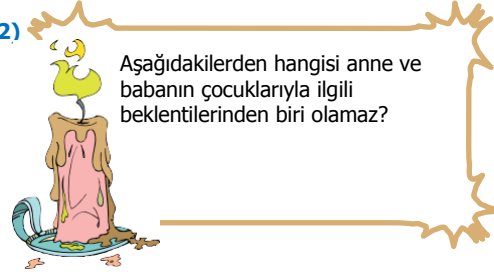 2)
Aşağıdakilerden hangisi anne ve
babanın çocuklarıyla ilgili
beklentilerinden biri olamaz?